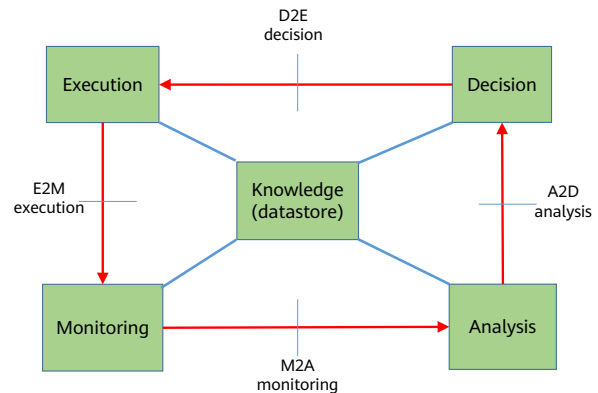 D2E
decision
Execution
Decision
E2M
execution
Knowledge
(datastore)
A2D
analysis
Monitoring
Analysis
M2A
monitoring